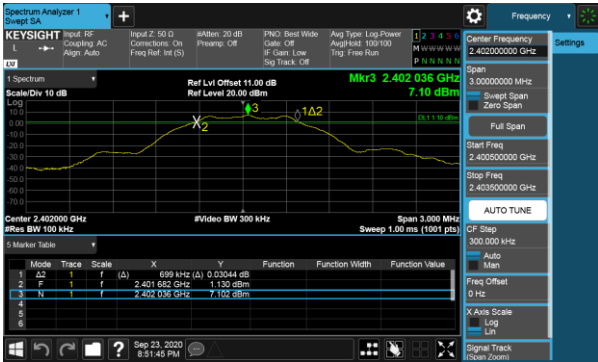 Spectrum Analyzer 1
Swept SA
+
Frequency
KEYSIGHT
L
Input: RF
Coupling: AC
Align: Auto
Input Z: 50 Ω
Corrections: On
Freq Ref: Int (S)
#Atten: 20 dB
Preamp: Off
PNO: Best Wide
Gate: Off
IF Gain: Low
Sig Track: Off
Avg Type: Log-Power
Avg|Hold: 100/100
Trig: Free Run
1 2 3 4 5 6
M W W W W W
P N N N N N
1 Spectrum
Scale/Div 10 dB
Log
Ref Lvl Offset 11.00 dB
Ref Level 20.00 dBm
Mkr3 2.402 036 GHz
7.10 dBm
10.0
0.00
-10.0
-20.0
-30.0
-40.0
-50.0
-60.0
-70.0
X2
3
1Δ2
DL1 1.10 dBm
Center 2.402000 GHz
#Res BW 100 kHz
#Video BW 300 kHz
Span 3.000 MHz
Sweep 1.00 ms (1001 pts)
5 Marker Table
Mode Trace Scale X Y Function Function Width Function Value
1 Δ2 1 f (Δ) 699 kHz (Δ) 0.03044 dB
2 F 1 f 2.401 682 GHz 1.130 dBm
3 N 1 f 2.402 036 GHz 7.102 dBm
4
5
6
?
Sep 23, 2020
8:51:45 PM
Center Frequency
2.402000000 GHz
Settings
Span
3.00000000 MHz
Swept Span
Zero Span
Full Span
Start Freq
2.400500000 GHz
Stop Freq
2.403500000 GHz
AUTO TUNE
CF Step
300.000 kHz
Auto
Man
Freq Offset
0 Hz
X Axis Scale
Log
Lin
Signal Track
(Span Zoom)